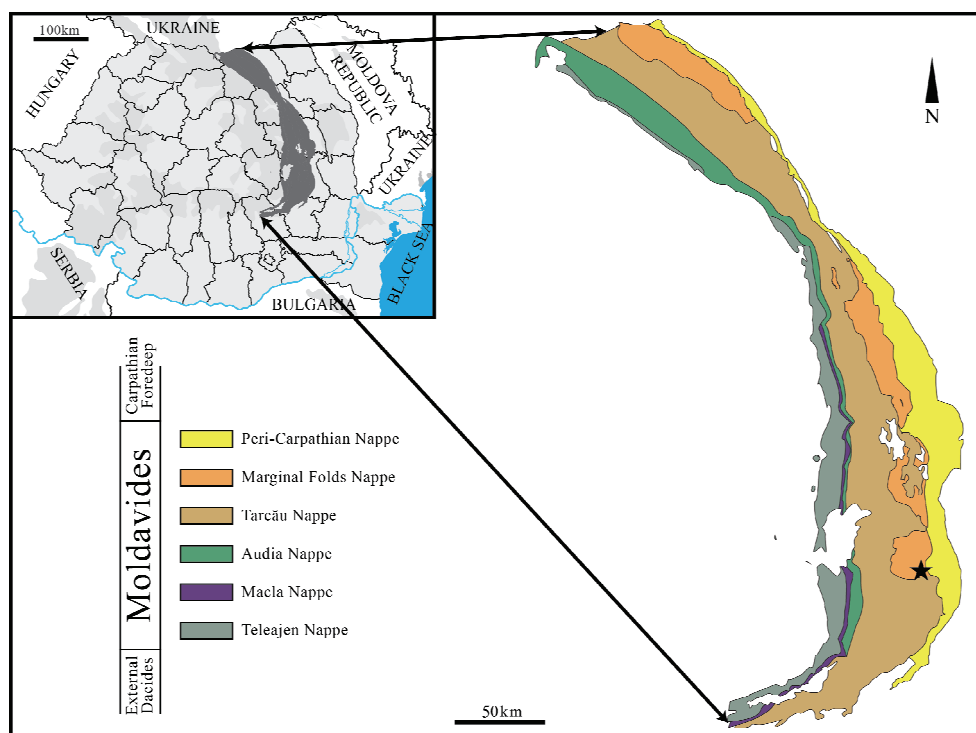 100km
UKRAINE
HUNGARY
MOLDOVA
REPUBLIC
UKRAINE
SERBIA
BLACK SEA
BULGARIA
N
Carpathian
Foredeep
Moldavides
External
Dacides
Peri-Carpathian Nappe
Marginal Folds Nappe
Tarcău Nappe
Audia Nappe
Macla Nappe
Teleajen Nappe
50km